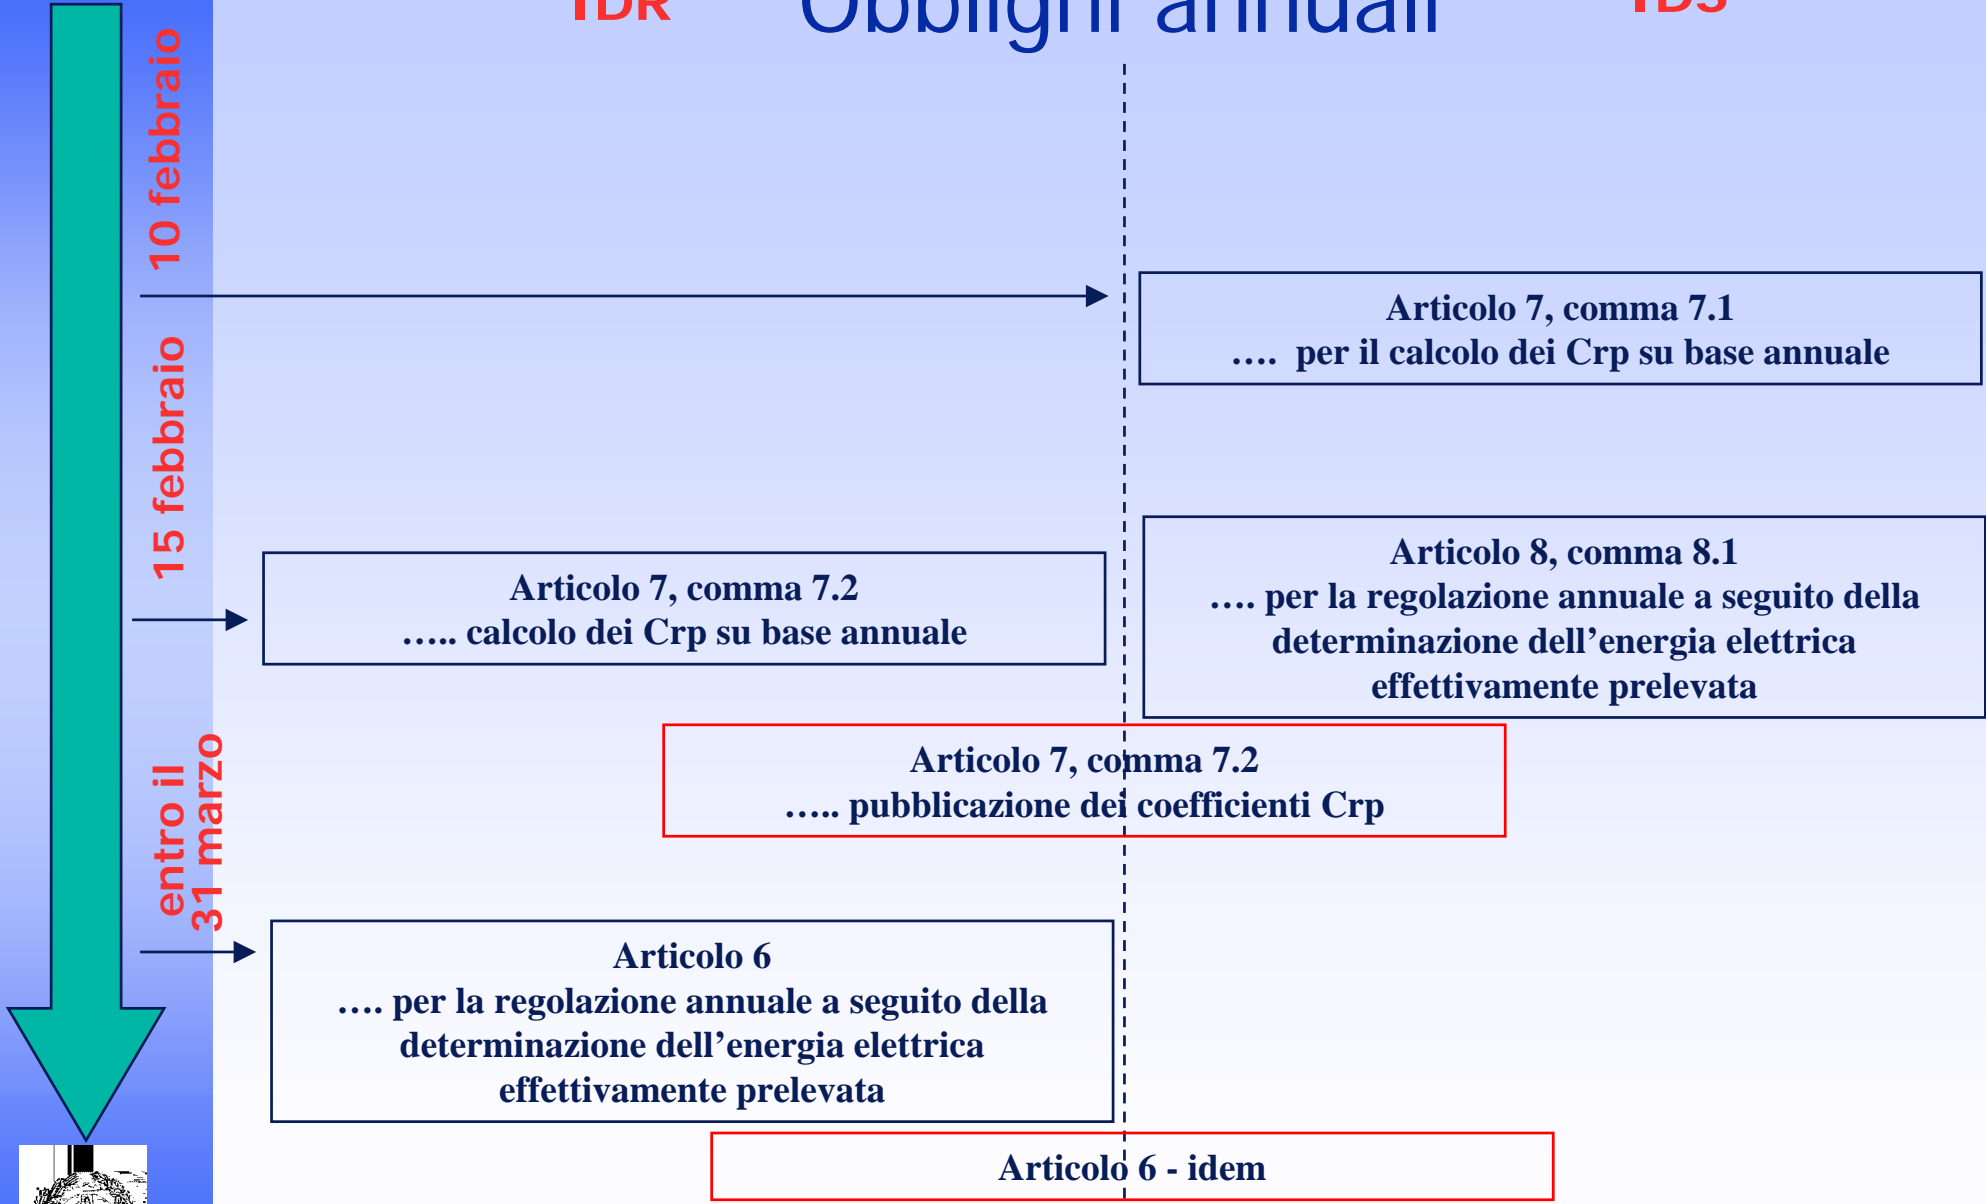 IDR
Obblighi annuali
IDS
10 febbraio
Articolo 7, comma 7.1
…. per il calcolo dei Crp su base annuale
15 febbraio
Articolo 7, comma 7.2
….. calcolo dei Crp su base annuale
Articolo 8, comma 8.1
…. per la regolazione annuale a seguito della
determinazione dell’energia elettrica
effettivamente prelevata
Articolo 7, comma 7.2
….. pubblicazione dei coefficienti Crp
entro il
31 marzo
Articolo 6
…. per la regolazione annuale a seguito della
determinazione dell’energia elettrica
effettivamente prelevata
Articolo 6 - idem